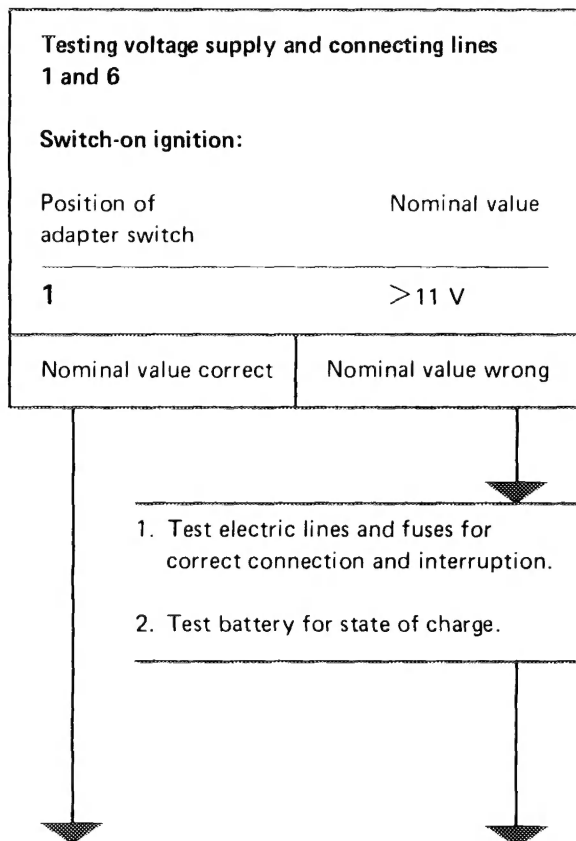 Testing voltage supply and connecting lines
1 and 6
Switch-on ignition:
Position of Nominal value
adapter switch
1 >11 V
Nominal value correct Nominal value wrong
1. Test electric lines and fuses for
correct connection and interruption.
2. Test battery for state of charge.